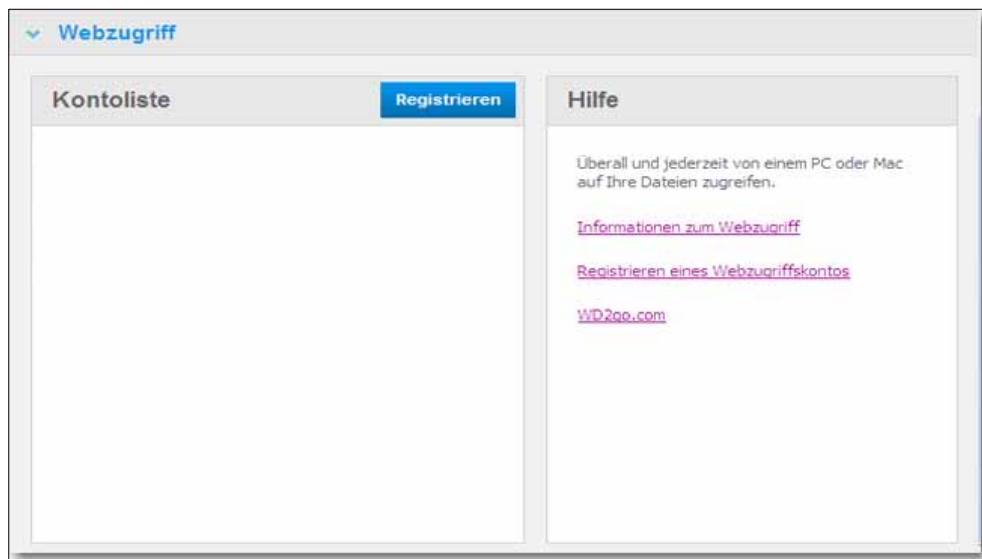 Webzugriff
Kontoliste
Registrieren
Hilfe
Überall und jederzeit von einem PC oder Mac
auf Ihre Dateien zugreifen.
Informationen zum Webzugriff
Registrieren eines Webzugriffskontos
WD2go.com